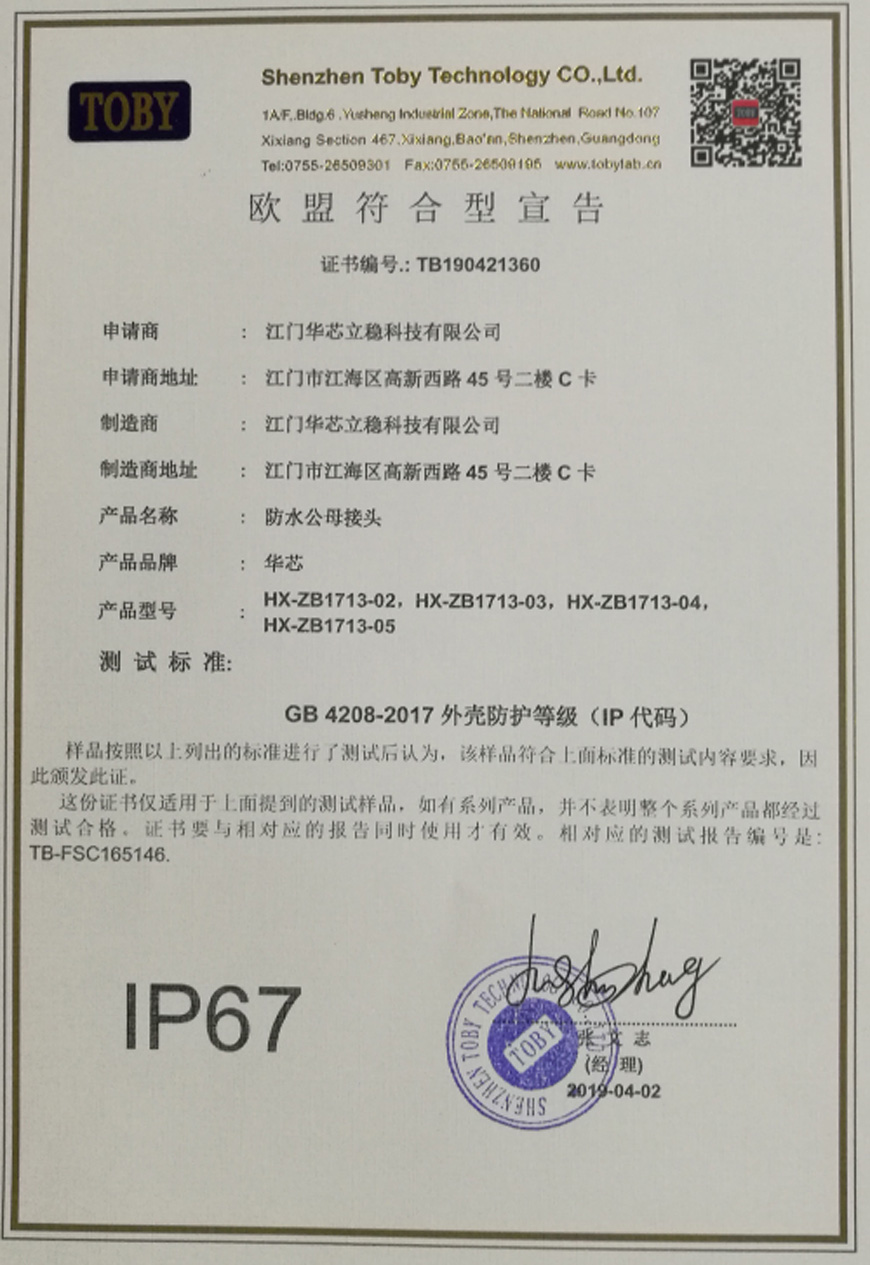 TOBY
Shenzhen Toby Technology CO.,Ltd.
1A/F.,Bldg.6 ,Yusheng Industrial Zone,The National Road No.107
Xixiang Section 467,Xixiang,Bao'an,Shenzhen,Guangdong
Tel:0755-26509301 Fax:0755-26509195 www.tobylab.cn
欧盟符合型宣告
证书编号.: TB190421360
申请商 : 江门华芯立稳科技有限公司
申请商地址 : 江门市江海区高新西路 45 号二楼 C 卡
制造商 : 江门华芯立稳科技有限公司
制造商地址 : 江门市江海区高新西路 45 号二楼 C 卡
产品名称 : 防水公母接头
产品品牌 : 华芯
产品型号 : HX-ZB1713-02，HX-ZB1713-03，HX-ZB1713-04，
HX-ZB1713-05
测试标准:
GB 4208-2017 外壳防护等级（IP 代码）
样品按照以上列出的标准进行了测试后认为，该样品符合上面标准的测试内容要求，因
此颁发此证。
这份证书仅适用于上面提到的测试样品，如有系列产品，并不表明整个系列产品都经过
测试合格。证书要与相对应的报告同时使用才有效。相对应的测试报告编号是:
TB-FSC165146.
IP67
SHENZHEN TOBY TECHN
TOBY
张文志
(经理)
2019-04-02